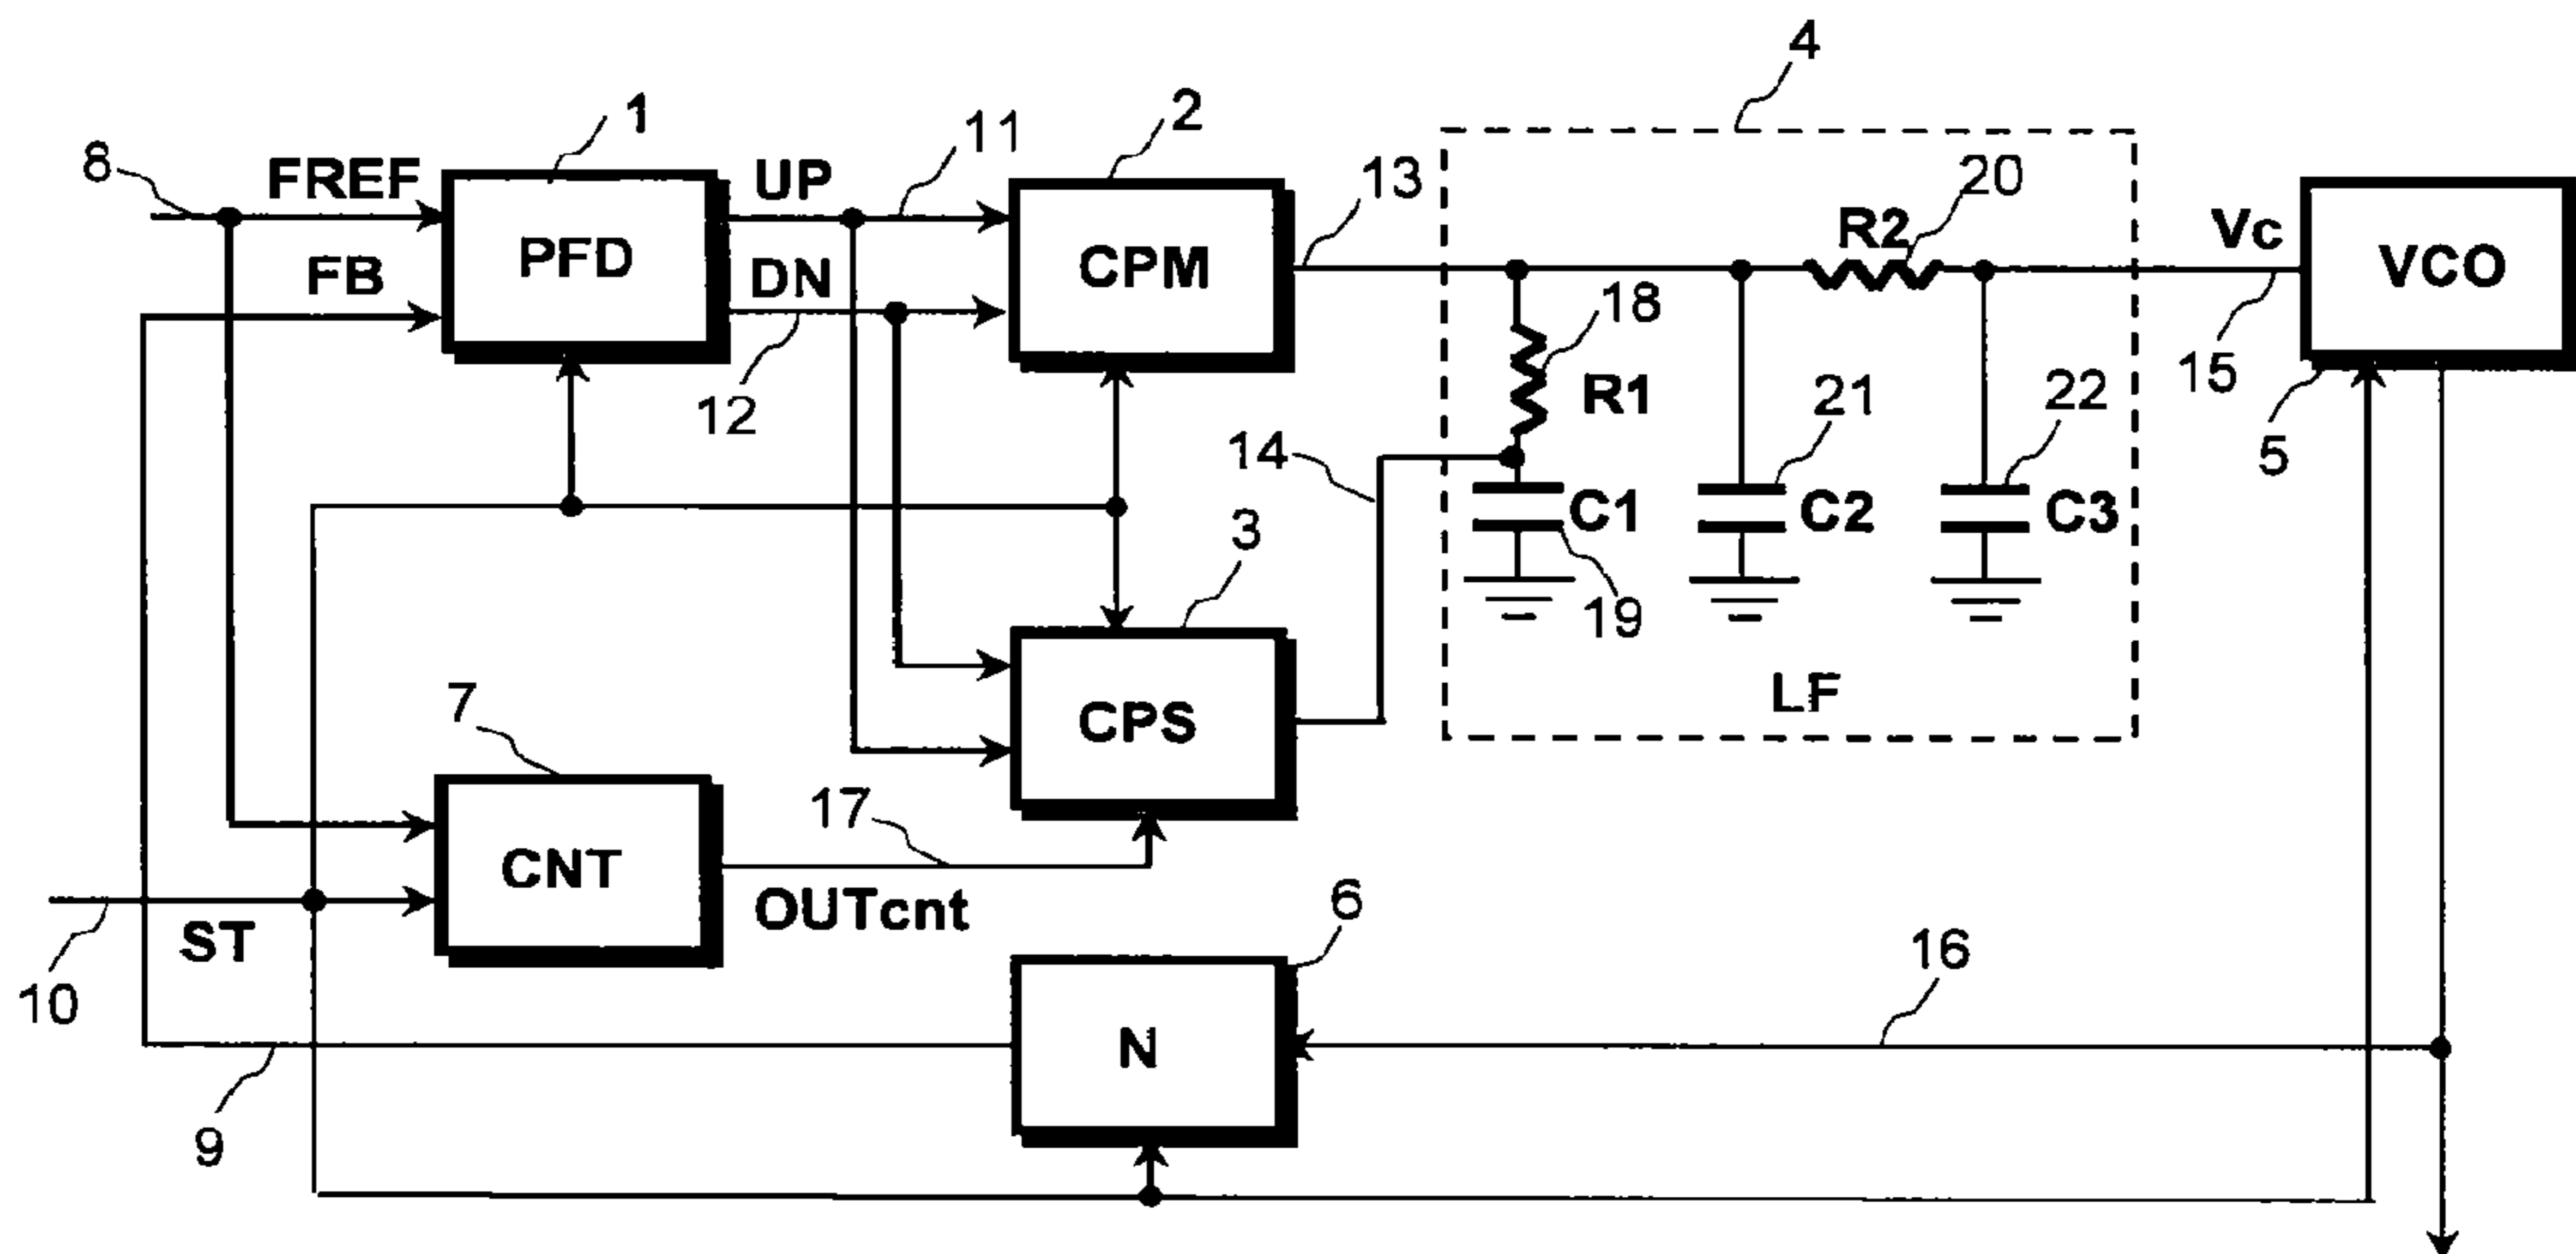 4
1
2
11
20
8
FREF
UP
13
R2
Vc
PFD
CPM
VCO
FB
DN
18
15
12
R1
21
22
14
5
C1
C2
C3
3
19
7
CPS
LF
17
CNT
OUTcnt
6
ST
16
10
N
9